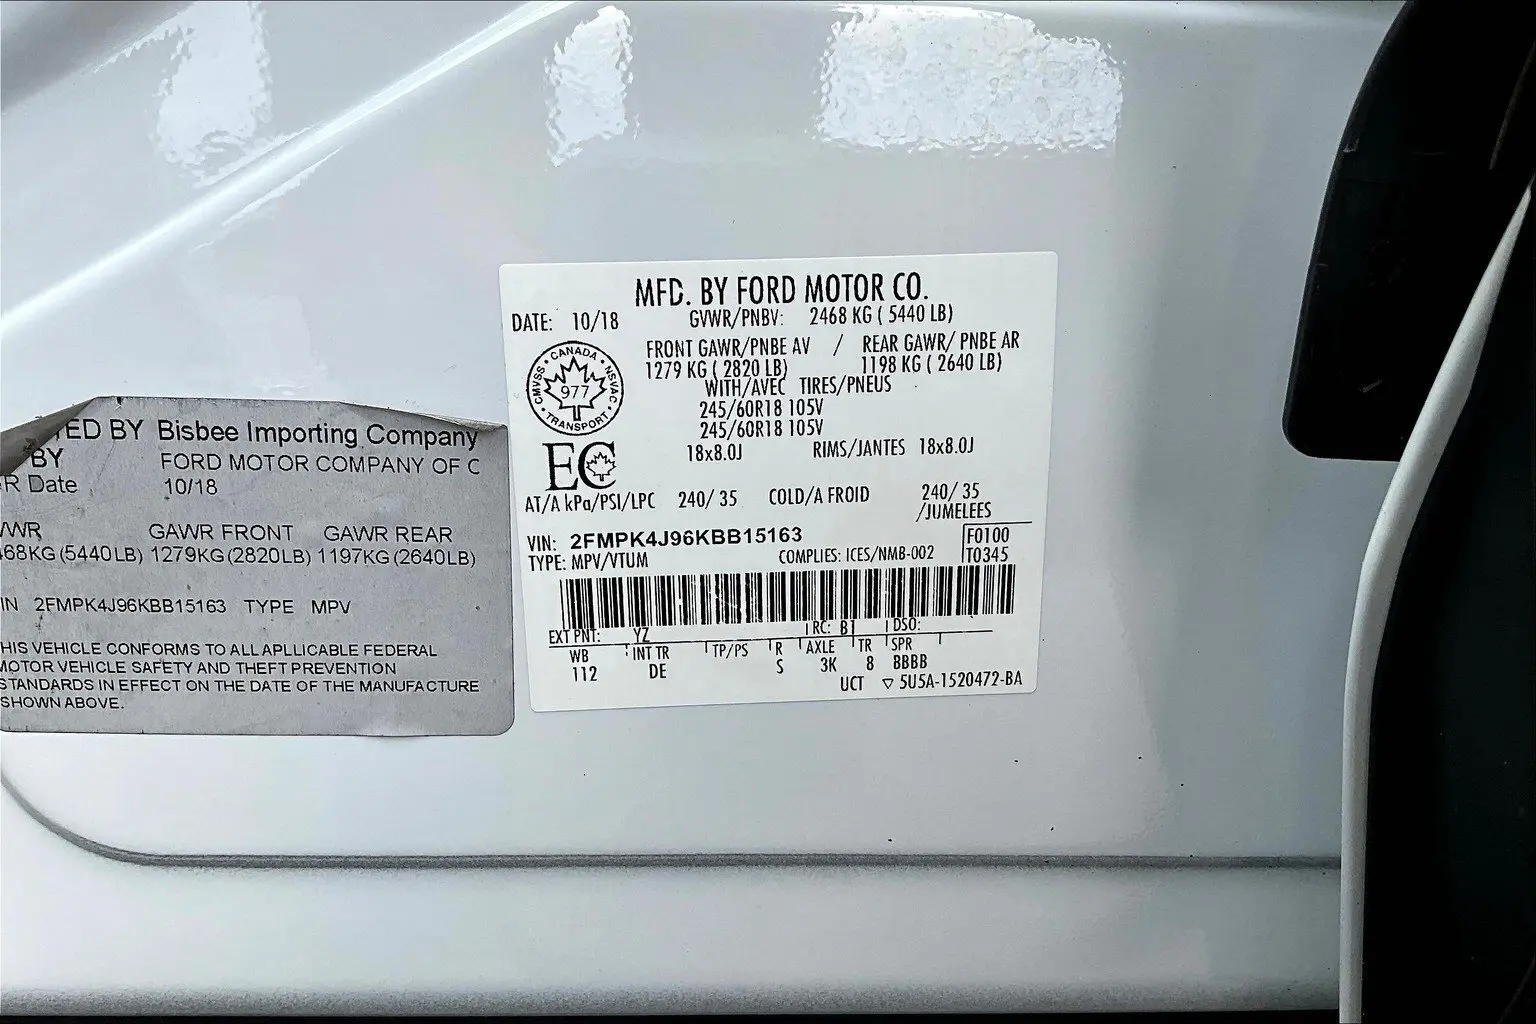 MFD. BY FORD MOTOR CO.
DATE: 10/18 GVWR/PNBV: 2468 KG ( 5440 LB)
FRONT GAWR/PNBE AV / REAR GAWR/ PNBE AR
1279 KG ( 2820 LB) 1198 KG ( 2640 LB)
WITH/AVEC TIRES/PNEUS
245/60R18 105V
245/60R18 105V
18x8.0J RIMS/JANTES 18x8.0J
CANADA
CMVSS 977 NSVAC
TRANSPORT
EC
AT/A kPa/PSI/LPC 240/ 35 COLD/A FROID 240/ 35
/JUMELEES
VIN: 2FMPK4J96KBB15163 F0100
TYPE: MPV/VTUM COMPLIES: ICES/NMB-002 T0345
EXT PNT: YZ RC: B1 DSO:
WB INT TR TP/PS R AXLE TR SPR
112 DE S 3K 8 BBBB
UCT ▽ 5U5A-1520472-BA
TED BY Bisbee Importing Company
BY FORD MOTOR COMPANY OF C
R Date 10/18
VWR GAWR FRONT GAWR REAR
468KG (5440LB) 1279KG (2820LB) 1197KG (2640LB)
IN 2FMPK4J96KBB15163 TYPE MPV
HIS VEHICLE CONFORMS TO ALL APLLICABLE FEDERAL
MOTOR VEHICLE SAFETY AND THEFT PREVENTION
STANDARDS IN EFFECT ON THE DATE OF THE MANUFACTURE
SHOWN ABOVE.